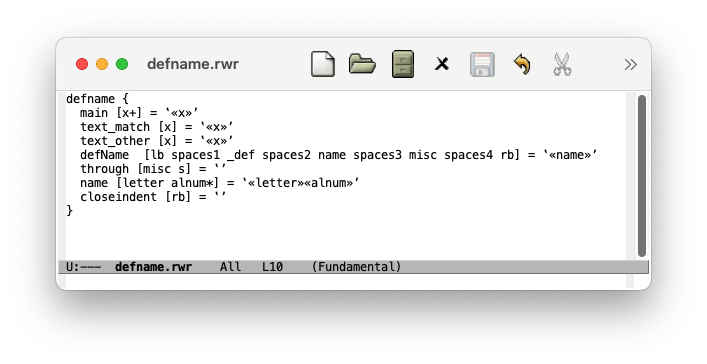 defname.rwr
»
defname {
  main [x+] = ‛«x»’
  text_match [x] = ‛«x»’
  text_other [x] = ‛«x»’
  defName  [lb spaces1 _def spaces2 name spaces3 misc spaces4 rb] = ‛«name»’
  through [misc s] = ‛’
  name [letter alnum*] = ‛«letter»«alnum»’
  closeindent [rb] = ‛’
}
U:---  defname.rwr    All   L10    (Fundamental)